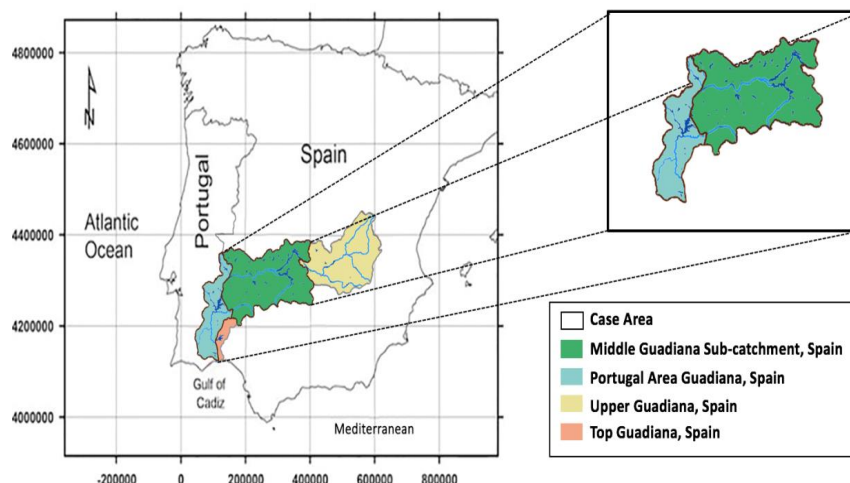 4800000
4600000
4400000
4200000
4000000
-200000
0
200000
400000
600000
800000
N
Portugal
Spain
Atlantic
Ocean
Gulf of
Cadiz
Mediterranean
Case Area
Middle Guadiana Sub-catchment, Spain
Portugal Area Guadiana, Spain
Upper Guadiana, Spain
Top Guadiana, Spain